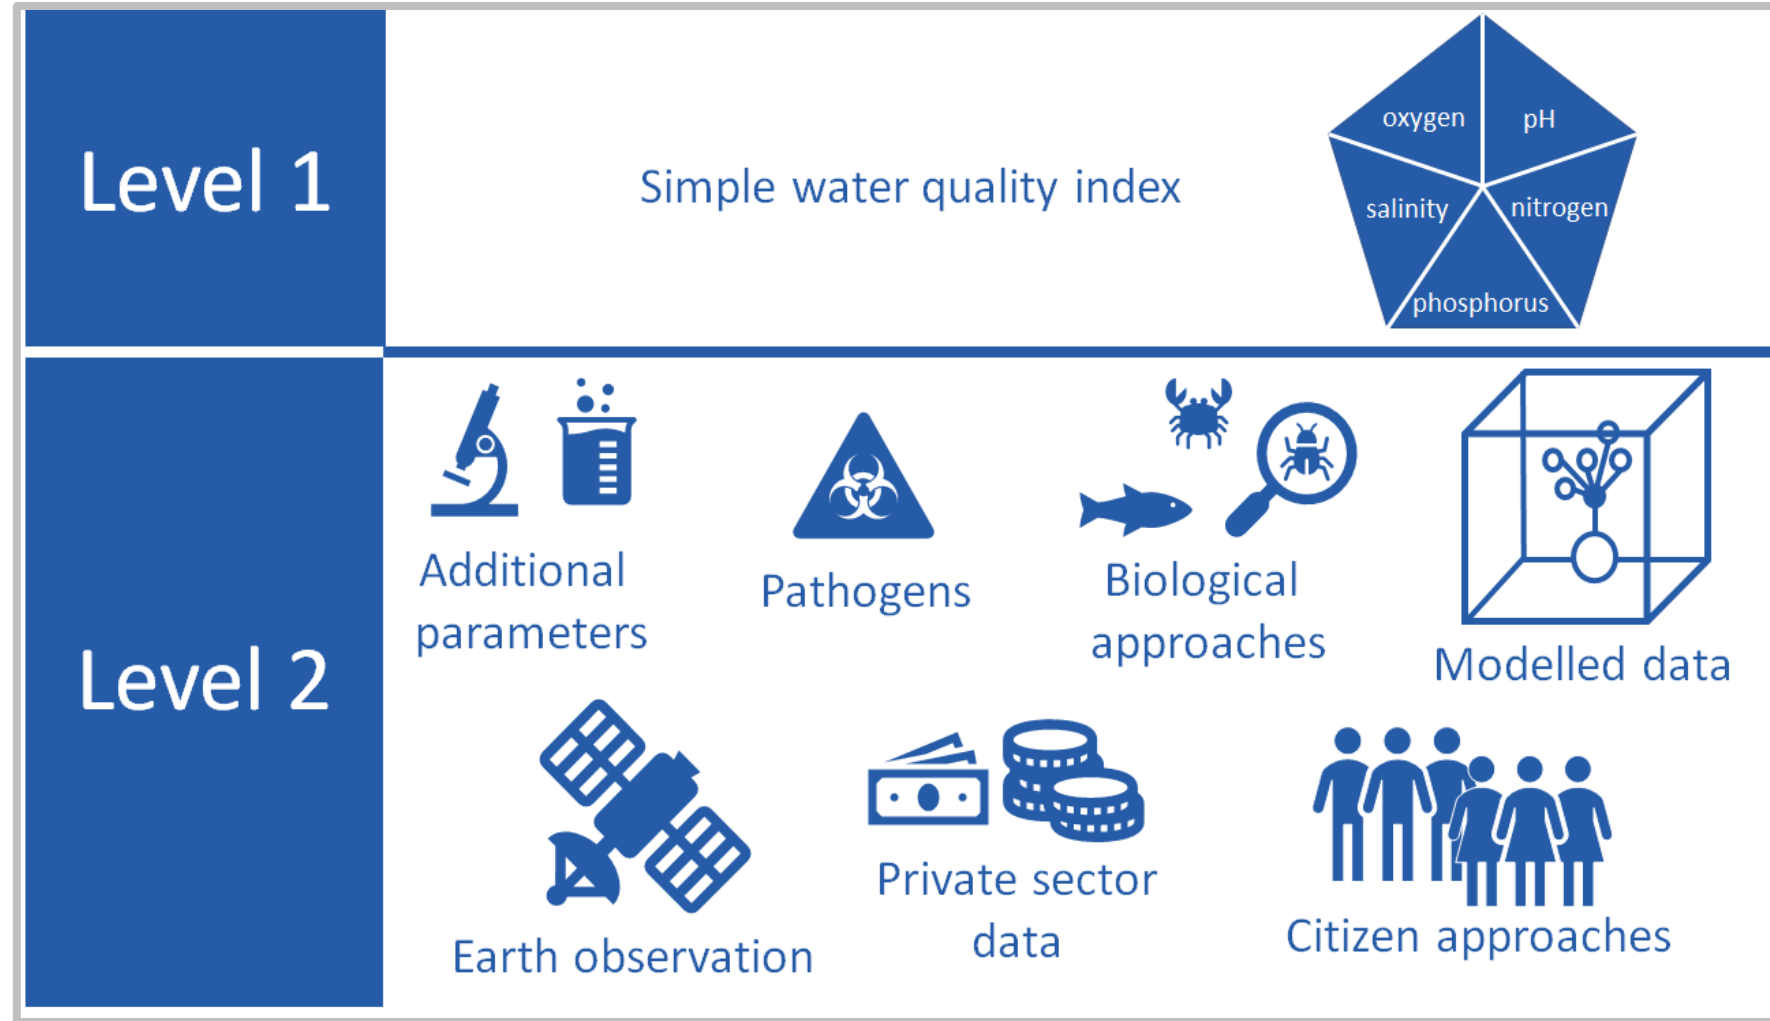 Level 1
Simple water quality index
oxygen
pH
salinity
nitrogen
phosphorus
Level 2
Additional
parameters
Pathogens
Biological
approaches
Modelled data
Earth observation
Private sector
data
Citizen approaches